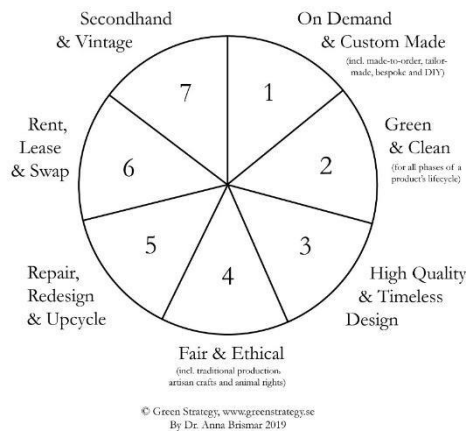 Secondhand
& Vintage
On Demand
& Custom Made
(incl. made-to-order, tailor-
made, bespoke and DIY)
7
1
Rent,
Lease
& Swap
6
2
Green
& Clean
(for all phases of a
product's lifecycle)
5
4
3
Repair,
Redesign
& Upcycle
High Quality
& Timeless
Design
Fair & Ethical
(incl. traditional production,
artisan crafts and animal rights)
© Green Strategy, www.greenstrategy.se
By Dr. Anna Brismar 2019